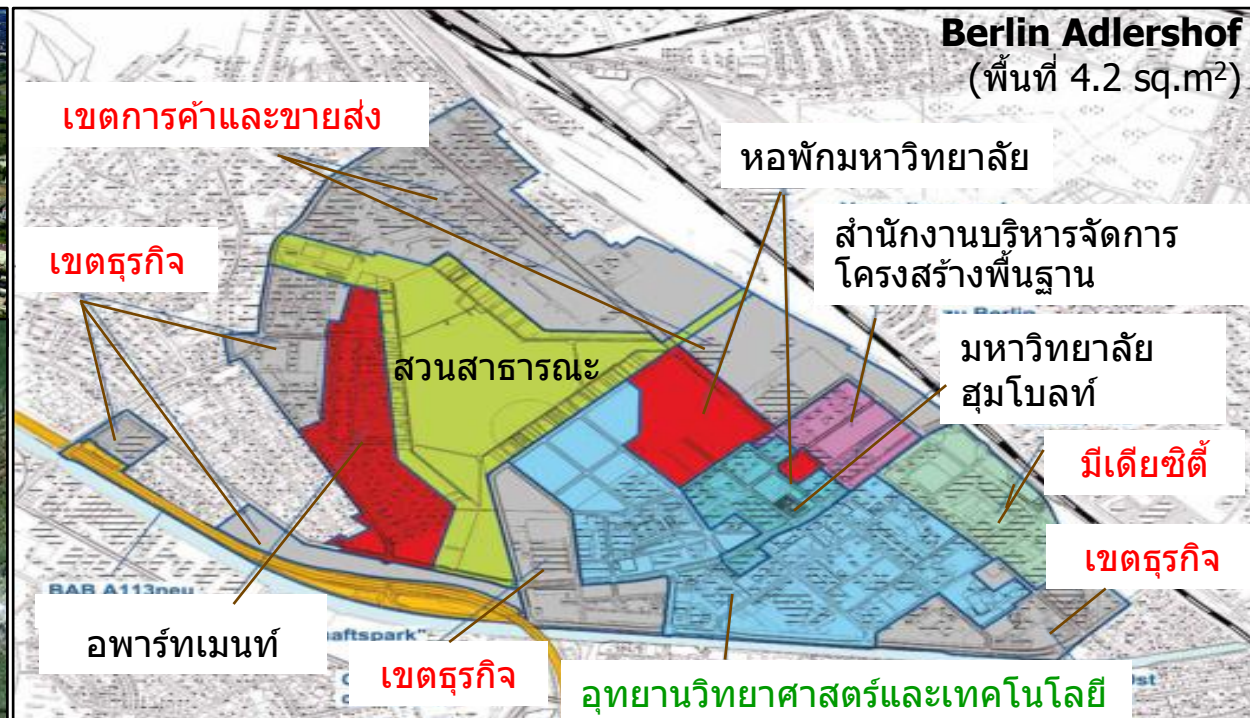 Berlin Adlershof
(พื้นที่ 4.2 sq.m²)
เขตการค้าและขายส่ง
หอพักมหาวิทยาลัย
สำนักงานบริหารจัดการ
โครงสร้างพื้นฐาน
เขตธุรกิจ
zu Berlin
มหาวิทยาลัย
ฮุมโบลท์
สวนสาธารณะ
มีเดียซิตี้
เขตธุรกิจ
BAB A113neu
อพาร์ทเมนท์
haftspark"
เขตธุรกิจ
อุทยานวิทยาศาสตร์และเทคโนโลยี